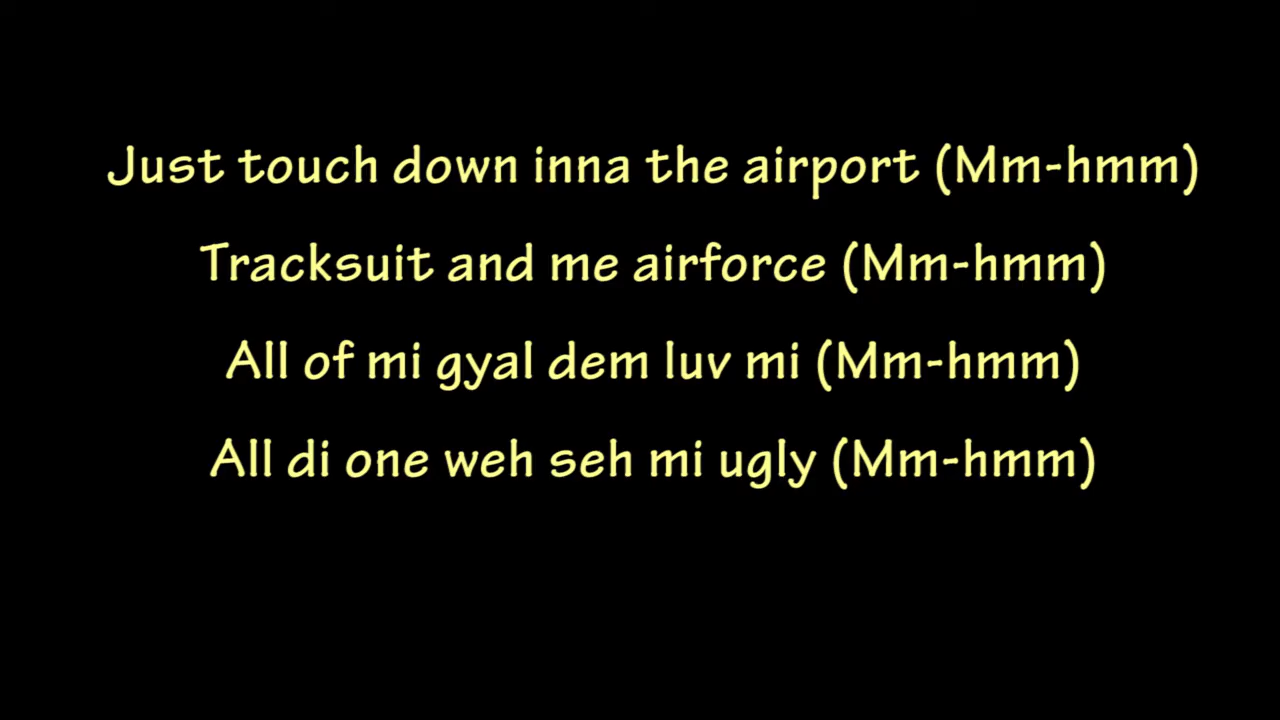 Just touch down inna the airport (Mm-hmm)
Tracksuit and me airforce (Mm-hmm)
All of mi gyal dem luv mi (Mm-hmm)
All di one weh seh mi ugly (Mm-hmm)